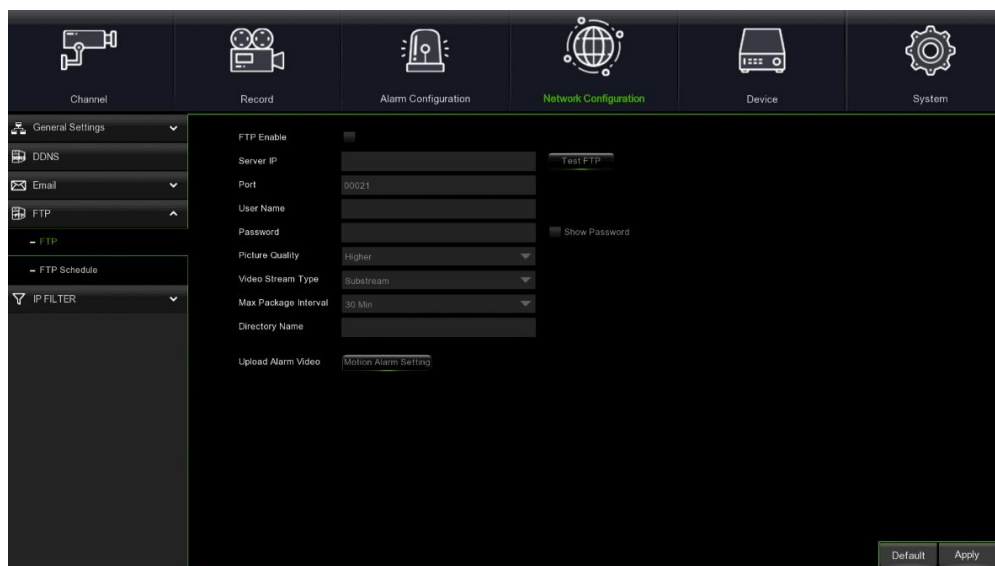 Channel Record Alarm Configuration Network Configuration Device System
General Settings
DDNS
Email
FTP
- FTP
- FTP Schedule
IP FILTER
FTP Enable
Server IP Test FTP
Port 00021
User Name
Password Show Password
Picture Quality Higher
Video Stream Type Substream
Max Package Interval 30 Min
Directory Name
Upload Alarm Video Motion Alarm Setting
Default Apply